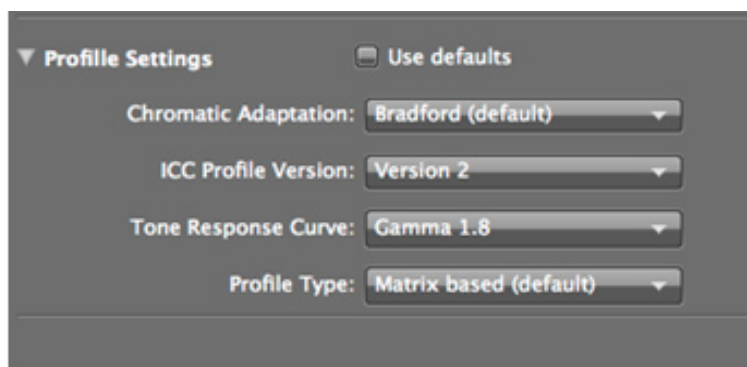 Profille Settings Use defaults
Chromatic Adaptation: Bradford (default)
ICC Profile Version: Version 2
Tone Response Curve: Gamma 1.8
Profile Type: Matrix based (default)